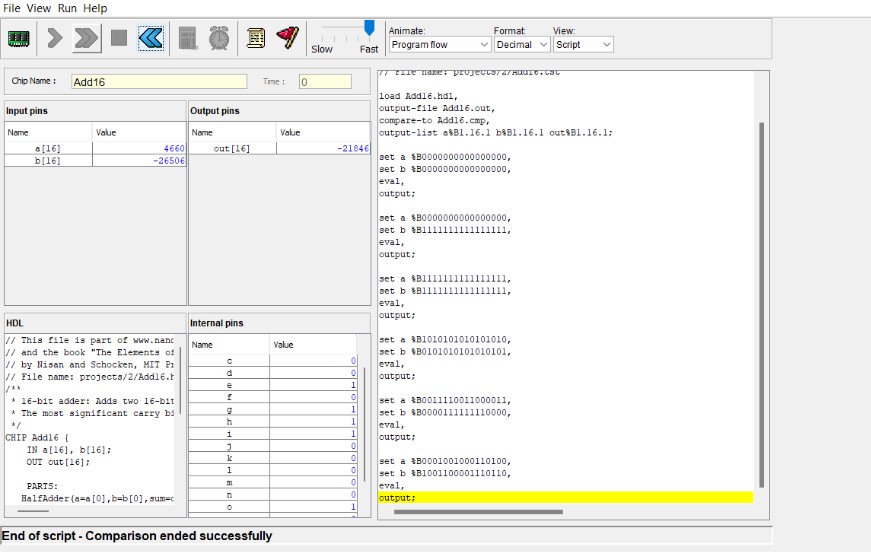 File View Run Help
Slow Fast
Animate:
Program flow
Format:
Decimal
View:
Script
Chip Name :
Add16
Time :
0
Input pins
Name Value
a[16] 4660
b[16] -26506
Output pins
Name Value
out[16] -21846
HDL
// This file is part of www.nand
// and the book "The Elements of
// by Nisan and Schocken, MIT Pr
// File name: projects/2/Add16.h
/**
* 16-bit adder: Adds two 16-bit
* The most significant carry bi
*/
CHIP Add16 {
IN a[16], b[16];
OUT out[16];
PARTS:
HalfAdder(a=a[0],b=b[0],sum=o
Internal pins
Name Value
c 0
d 0
e 1
f 0
g 1
h 1
i 1
j 0
k 0
l 0
m 0
n 0
o 1
// File name: projects/2/Add16.tst
load Add16.hdl,
output-file Add16.out,
compare-to Add16.cmp,
output-list a%B1.16.1 b%B1.16.1 out%B1.16.1;
set a %B0000000000000000,
set b %B0000000000000000,
eval,
output;
set a %B0000000000000000,
set b %B1111111111111111,
eval,
output;
set a %B1111111111111111,
set b %B1111111111111111,
eval,
output;
set a %B1010101010101010,
set b %B0101010101010101,
eval,
output;
set a %B0011110011000011,
set b %B0000111111110000,
eval,
output;
set a %B0001001000110100,
set b %B1001100001110110,
eval,
output;
End of script - Comparison ended successfully